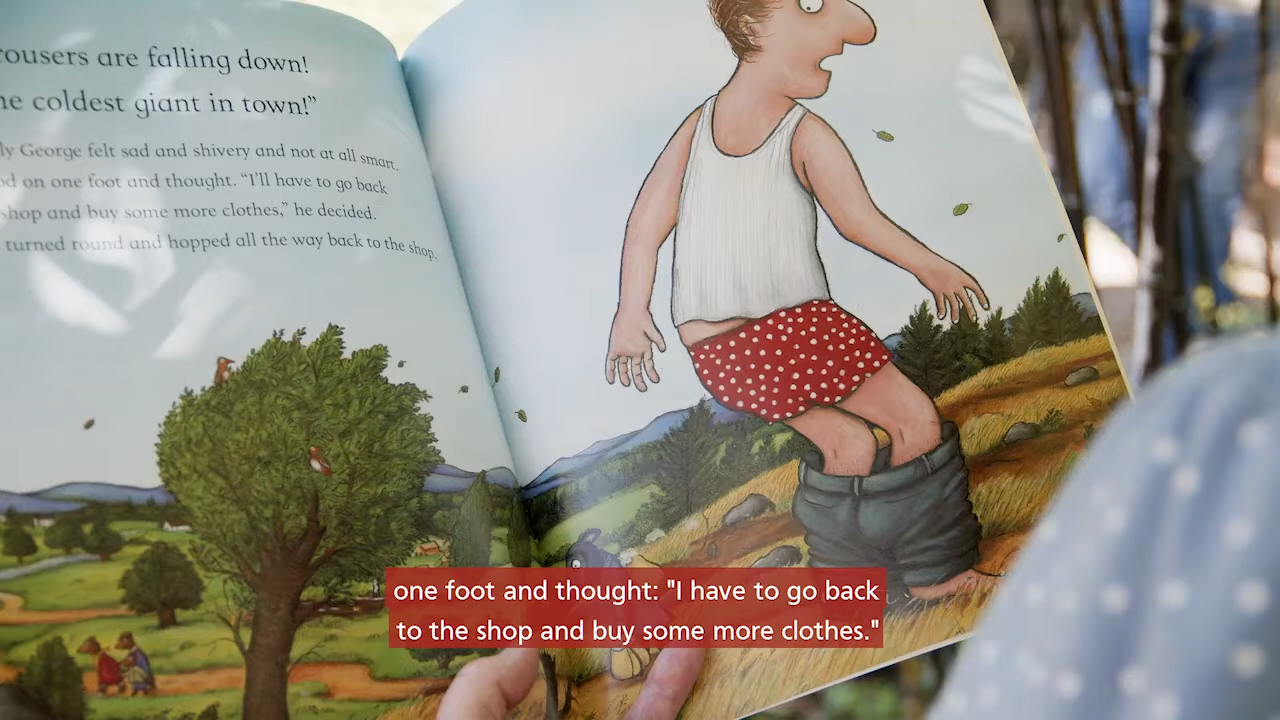 rousers are falling down!
e coldest giant in town!”
ly George felt sad and shivery and not at all smart.
d on one foot and thought. “I’ll have to go back
shop and buy some more clothes,” he decided.
turned round and hopped all the way back to the shop.
one foot and thought: "I have to go back
to the shop and buy some more clothes."